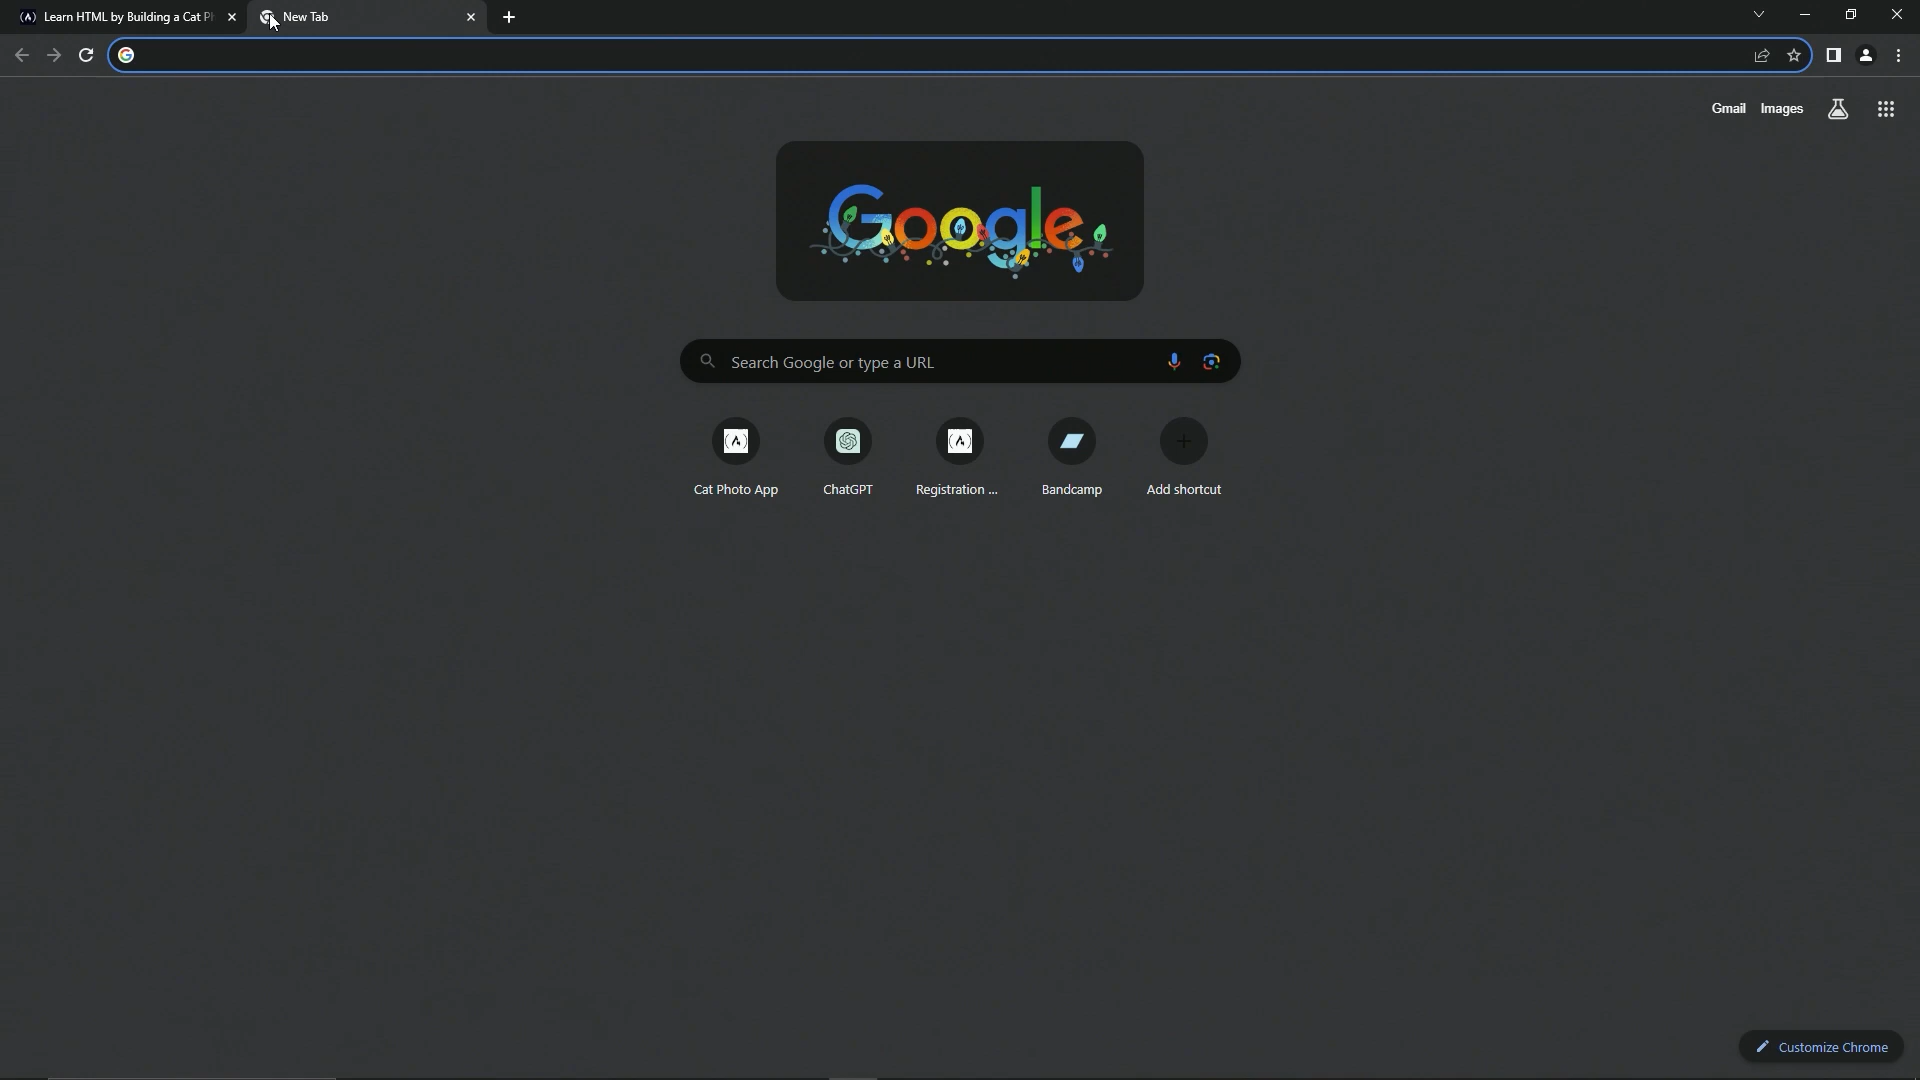 Learn HTML by Building a Cat Ph
New Tab
Gmail Images
Google
Search Google or type a URL
Cat Photo App
ChatGPT
Registration ...
Bandcamp
Add shortcut
Customize Chrome